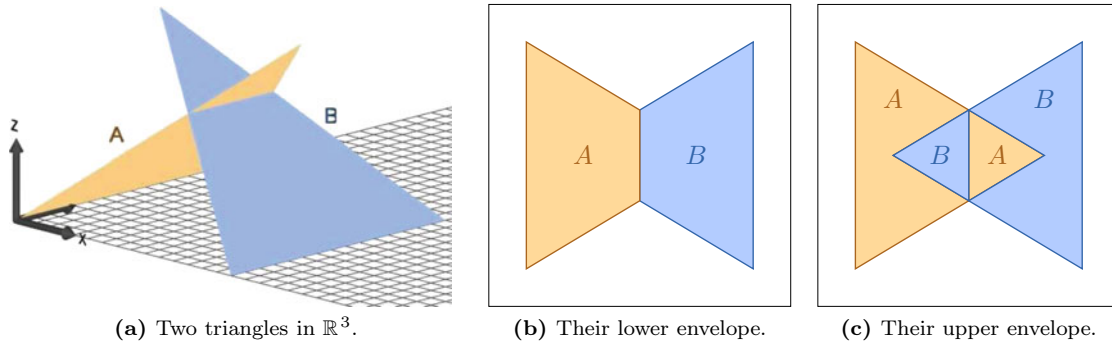 A
B
z
x
A
B
A
B
B
A
(a) Two triangles in ℝ³.
(b) Their lower envelope.
(c) Their upper envelope.